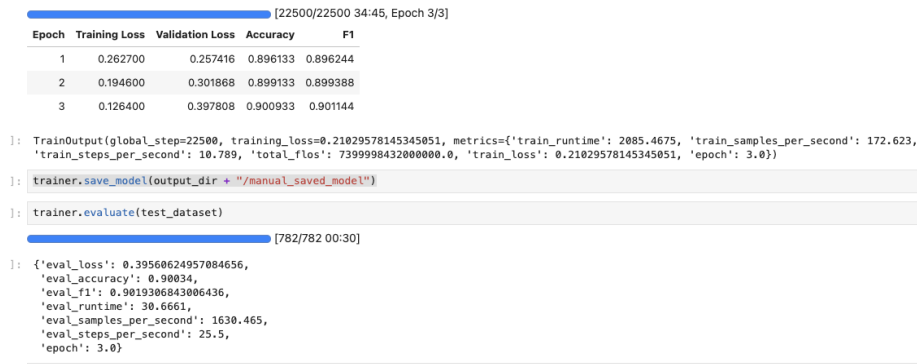 [22500/22500 34:45, Epoch 3/3]
Epoch Training Loss Validation Loss Accuracy F1
1 0.262700 0.257416 0.896133 0.896244
2 0.194600 0.301868 0.899133 0.899388
3 0.126400 0.397808 0.900933 0.901144
]: TrainOutput(global_step=22500, training_loss=0.21029578145345051, metrics={'train_runtime': 2085.4675, 'train_samples_per_second': 172.623,
'train_steps_per_second': 10.789, 'total_flos': 7399998432000000.0, 'train_loss': 0.21029578145345051, 'epoch': 3.0})
]: trainer.save_model(output_dir + "/manual_saved_model")
]: trainer.evaluate(test_dataset)
[782/782 00:30]
]: {'eval_loss': 0.39560624957084656,
'eval_accuracy': 0.90034,
'eval_f1': 0.9019306843006436,
'eval_runtime': 30.6661,
'eval_samples_per_second': 1630.465,
'eval_steps_per_second': 25.5,
'epoch': 3.0}